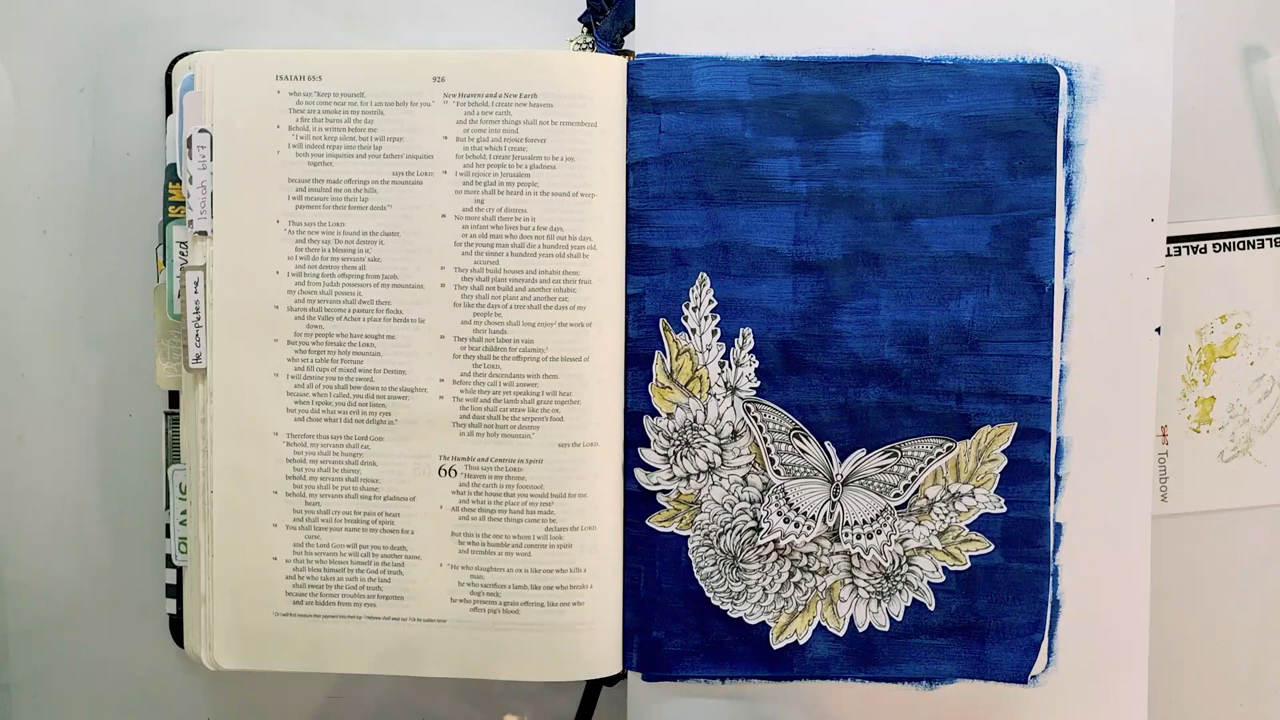 ISAIAH 65:5
926
5 who say, "Keep to yourself,
do not come near me, for I am too holy for you."
These are a smoke in my nostrils,
a fire that burns all the day.
6 Behold, it is written before me:
"I will not keep silent, but I will repay;
I will indeed repay into their lap
7 both your iniquities and your fathers' iniquities
together,
says the LORD;
because they made offerings on the mountains
and insulted me on the hills,
I will measure into their lap
payment for their former deeds."¹
8 Thus says the LORD:
"As the new wine is found in the cluster,
and they say, 'Do not destroy it,
for there is a blessing in it,'
so I will do for my servants' sake,
and not destroy them all.
9 I will bring forth offspring from Jacob,
and from Judah possessors of my mountains;
my chosen shall possess it,
and my servants shall dwell there.
10 Sharon shall become a pasture for flocks,
and the Valley of Achor a place for herds to lie
down,
for my people who have sought me.
11 But you who forsake the LORD,
who forget my holy mountain,
who set a table for Fortune
and fill cups of mixed wine for Destiny,
12 I will destine you to the sword,
and all of you shall bow down to the slaughter,
because, when I called, you did not answer;
when I spoke, you did not listen,
but you did what was evil in my eyes
and chose what I did not delight in."
13 Therefore thus says the Lord GOD:
"Behold, my servants shall eat,
but you shall be hungry;
behold, my servants shall drink,
but you shall be thirsty;
behold, my servants shall rejoice,
but you shall be put to shame;
14 behold, my servants shall sing for gladness of
heart,
but you shall cry out for pain of heart
and shall wail for breaking of spirit.
15 You shall leave your name to my chosen for a
curse,
and the Lord GOD will put you to death,
but his servants he will call by another name,
16 so that he who blesses himself in the land
shall bless himself by the God of truth,
and he who takes an oath in the land
shall swear by the God of truth;
because the former troubles are forgotten
and are hidden from my eyes.
New Heavens and a New Earth
17 "For behold, I create new heavens
and a new earth,
and the former things shall not be remembered
or come into mind.
18 But be glad and rejoice forever
in that which I create;
for behold, I create Jerusalem to be a joy,
and her people to be a gladness.
19 I will rejoice in Jerusalem
and be glad in my people;
no more shall be heard in it the sound of weep-
ing
and the cry of distress.
20 No more shall there be in it
an infant who lives but a few days,
or an old man who does not fill out his days,
for the young man shall die a hundred years old,
and the sinner a hundred years old shall be
accursed.
21 They shall build houses and inhabit them;
they shall plant vineyards and eat their fruit.
22 They shall not build and another inhabit;
they shall not plant and another eat;
for like the days of a tree shall the days of my
people be,
and my chosen shall long enjoy² the work of
their hands.
23 They shall not labor in vain
or bear children for calamity,³
for they shall be the offspring of the blessed of
the LORD,
and their descendants with them.
24 Before they call I will answer;
while they are yet speaking I will hear.
25 The wolf and the lamb shall graze together;
the lion shall eat straw like the ox,
and dust shall be the serpent's food.
They shall not hurt or destroy
in all my holy mountain,"
says the LORD.
The Humble and Contrite in Spirit
66 Thus says the LORD:
"Heaven is my throne,
and the earth is my footstool;
what is the house that you would build for me,
and what is the place of my rest?
2 All these things my hand has made,
and so all these things came to be,
declares the LORD.
But this is the one to whom I will look:
he who is humble and contrite in spirit
and trembles at my word.
3 "He who slaughters an ox is like one who kills a
man;
he who sacrifices a lamb, like one who breaks a
dog's neck;
he who presents a grain offering, like one who
offers pig's blood;
Isaiah 61v7
IS ME
He completes me
BLENDING PALET
Tombow